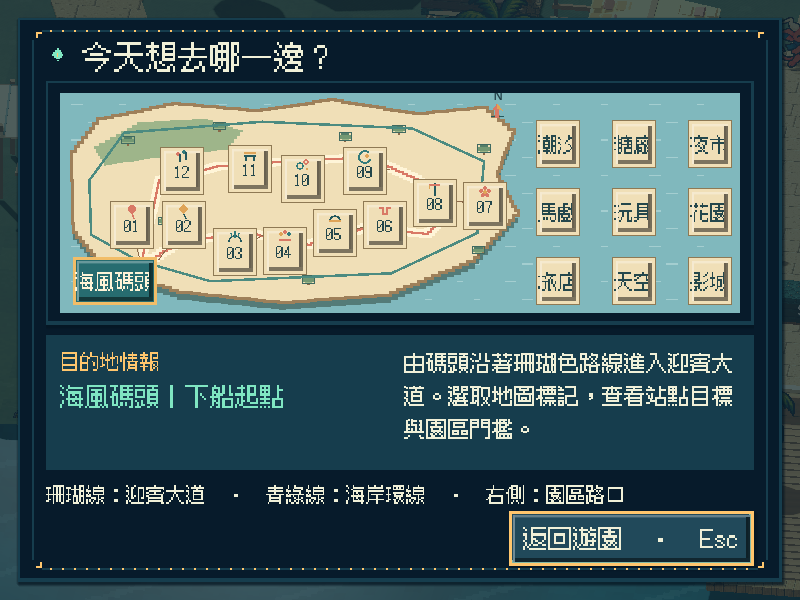 今天想去哪一邊？
N
潮汐
糖廠
夜市
12
11
10
09
08
07
馬戲
玩具
花園
01
02
03
04
05
06
海風碼頭
旅店
天空
影城
目的地情報
海風碼頭｜下船起點
由碼頭沿著珊瑚色路線進入迎賓大
道。選取地圖標記，查看站點目標
與園區門檻。
珊瑚線：迎賓大道 · 青綠線：海岸環線 · 右側：園區路口
返回遊園 · Esc